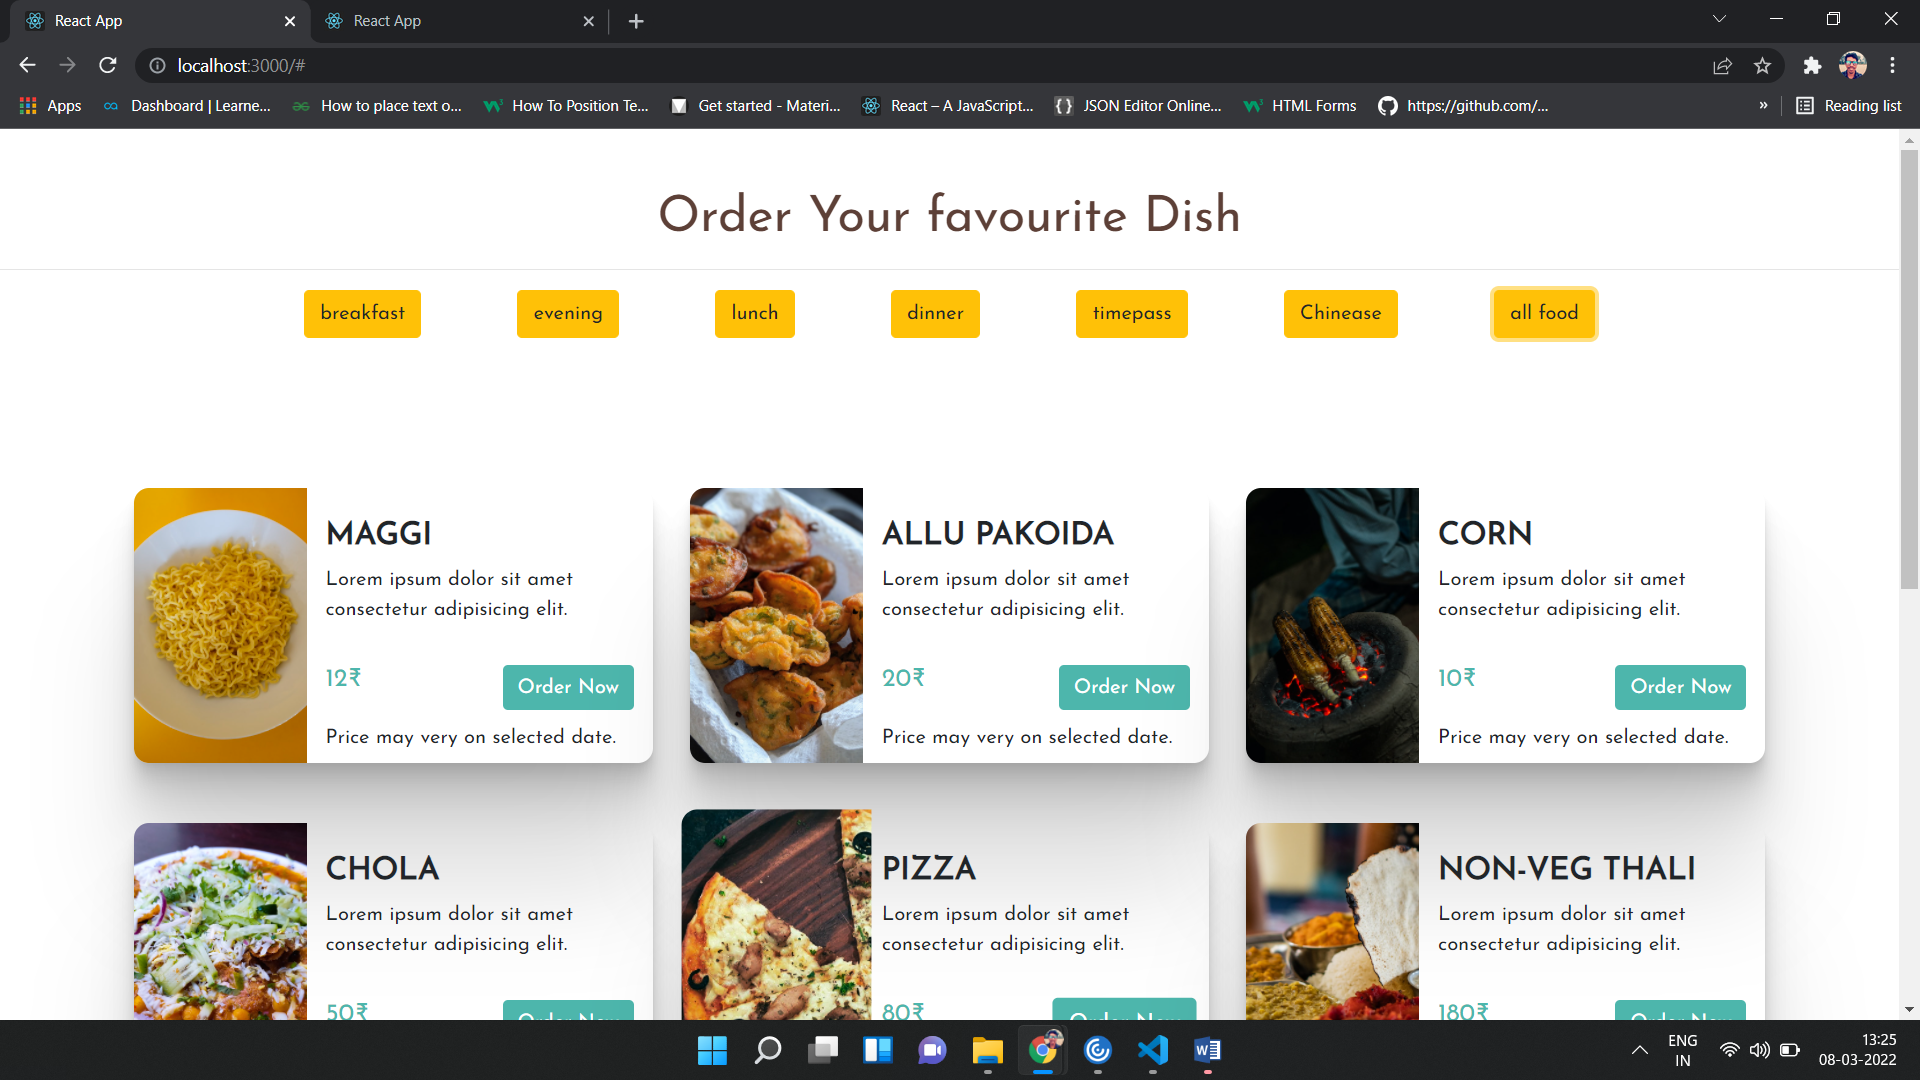 React App
React App
localhost:3000/#
Apps
Dashboard | Learne...
How to place text o...
How To Position Te...
Get started - Materi...
React – A JavaScript...
JSON Editor Online...
HTML Forms
https://github.com/...
»
Reading list
Order Your favourite Dish
breakfast
evening
lunch
dinner
timepass
Chinease
all food
MAGGI
Lorem ipsum dolor sit amet
consectetur adipisicing elit.
12₹
Order Now
Price may very on selected date.
ALLU PAKOIDA
Lorem ipsum dolor sit amet
consectetur adipisicing elit.
20₹
Order Now
Price may very on selected date.
CORN
Lorem ipsum dolor sit amet
consectetur adipisicing elit.
10₹
Order Now
Price may very on selected date.
CHOLA
Lorem ipsum dolor sit amet
consectetur adipisicing elit.
50₹
Order Now
PIZZA
Lorem ipsum dolor sit amet
consectetur adipisicing elit.
80₹
Order Now
NON-VEG THALI
Lorem ipsum dolor sit amet
consectetur adipisicing elit.
180₹
Order Now
ENG
IN
13:25
08-03-2022